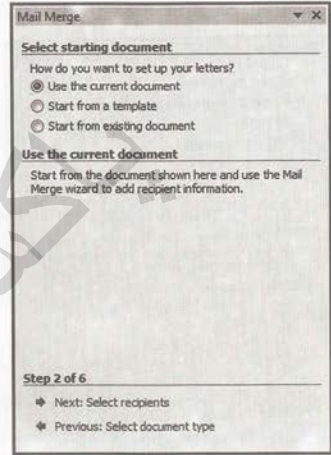 Mail Merge
Select starting document
How do you want to set up your letters?
Use the current document
Start from a template
Start from existing document
Use the current document
Start from the document shown here and use the Mail
Merge wizard to add recipient information.
Step 2 of 6
Next: Select recipients
Previous: Select document type